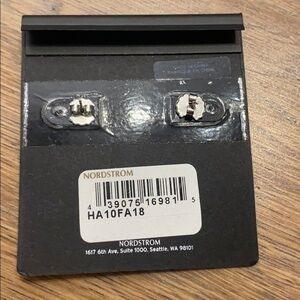 NORDSTROM
4 39075 16981 5
HA10FA18
NORDSTROM
1617 6th Ave, Suite 1000, Seattle, WA 98101